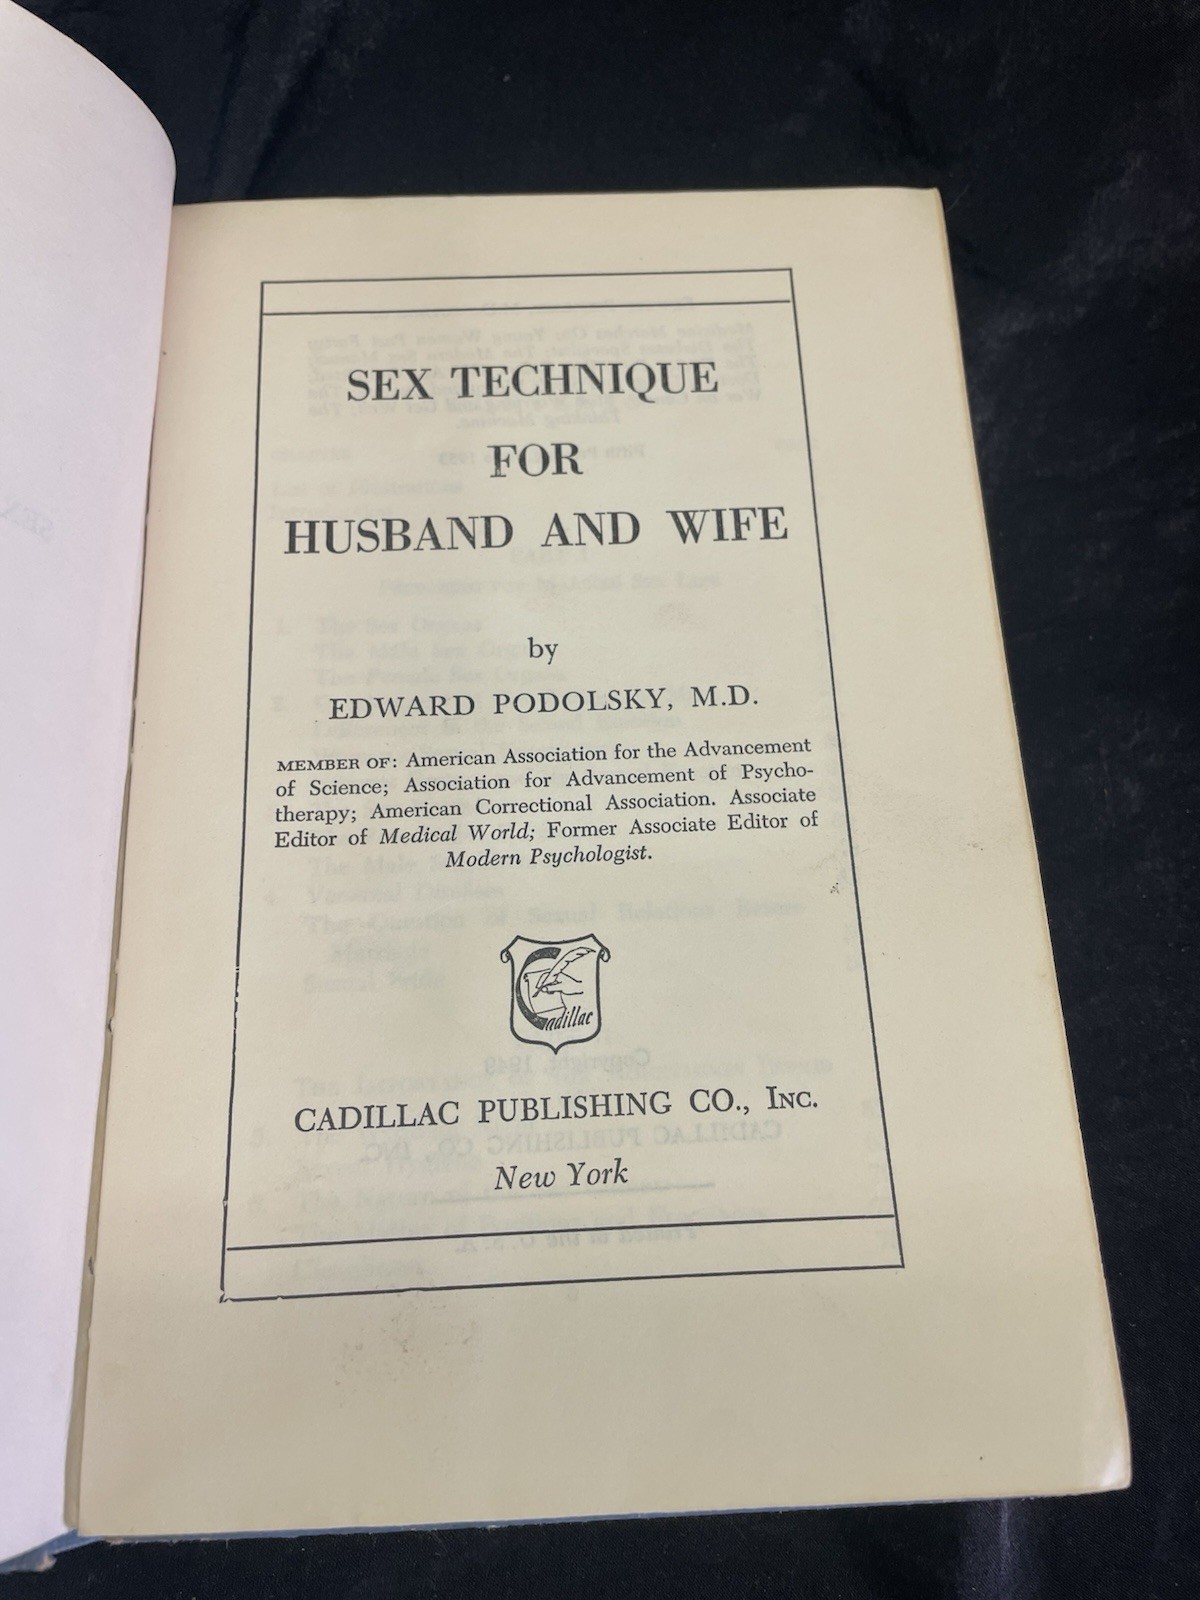 SEX TECHNIQUE
FOR
HUSBAND AND WIFE
by
EDWARD PODOLSKY, M.D.
MEMBER OF: American Association for the Advancement
of Science; Association for Advancement of Psycho-
therapy; American Correctional Association. Associate
Editor of Medical World; Former Associate Editor of
Modern Psychologist.
Cadillac
CADILLAC PUBLISHING CO., INC.
New York